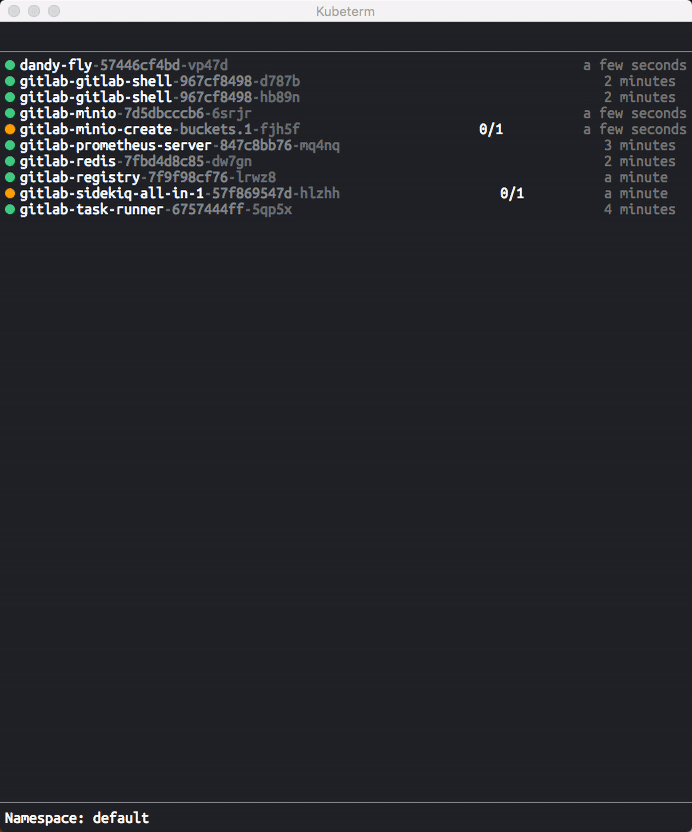 Kubeterm
dandy-fly-57446cf4bd-vp47d a few seconds
gitlab-gitlab-shell-967cf8498-d787b 2 minutes
gitlab-gitlab-shell-967cf8498-hb89n 2 minutes
gitlab-minio-7d5dbcccb6-6srjr a few seconds
gitlab-minio-create-buckets.1-fjh5f 0/1 a few seconds
gitlab-prometheus-server-847c8bb76-mq4nq 3 minutes
gitlab-redis-7fbd4d8c85-dw7gn 2 minutes
gitlab-registry-7f9f98cf76-lrwz8 a minute
gitlab-sidekiq-all-in-1-57f869547d-hlzhh 0/1 a minute
gitlab-task-runner-6757444ff-5qp5x 4 minutes
Namespace: default